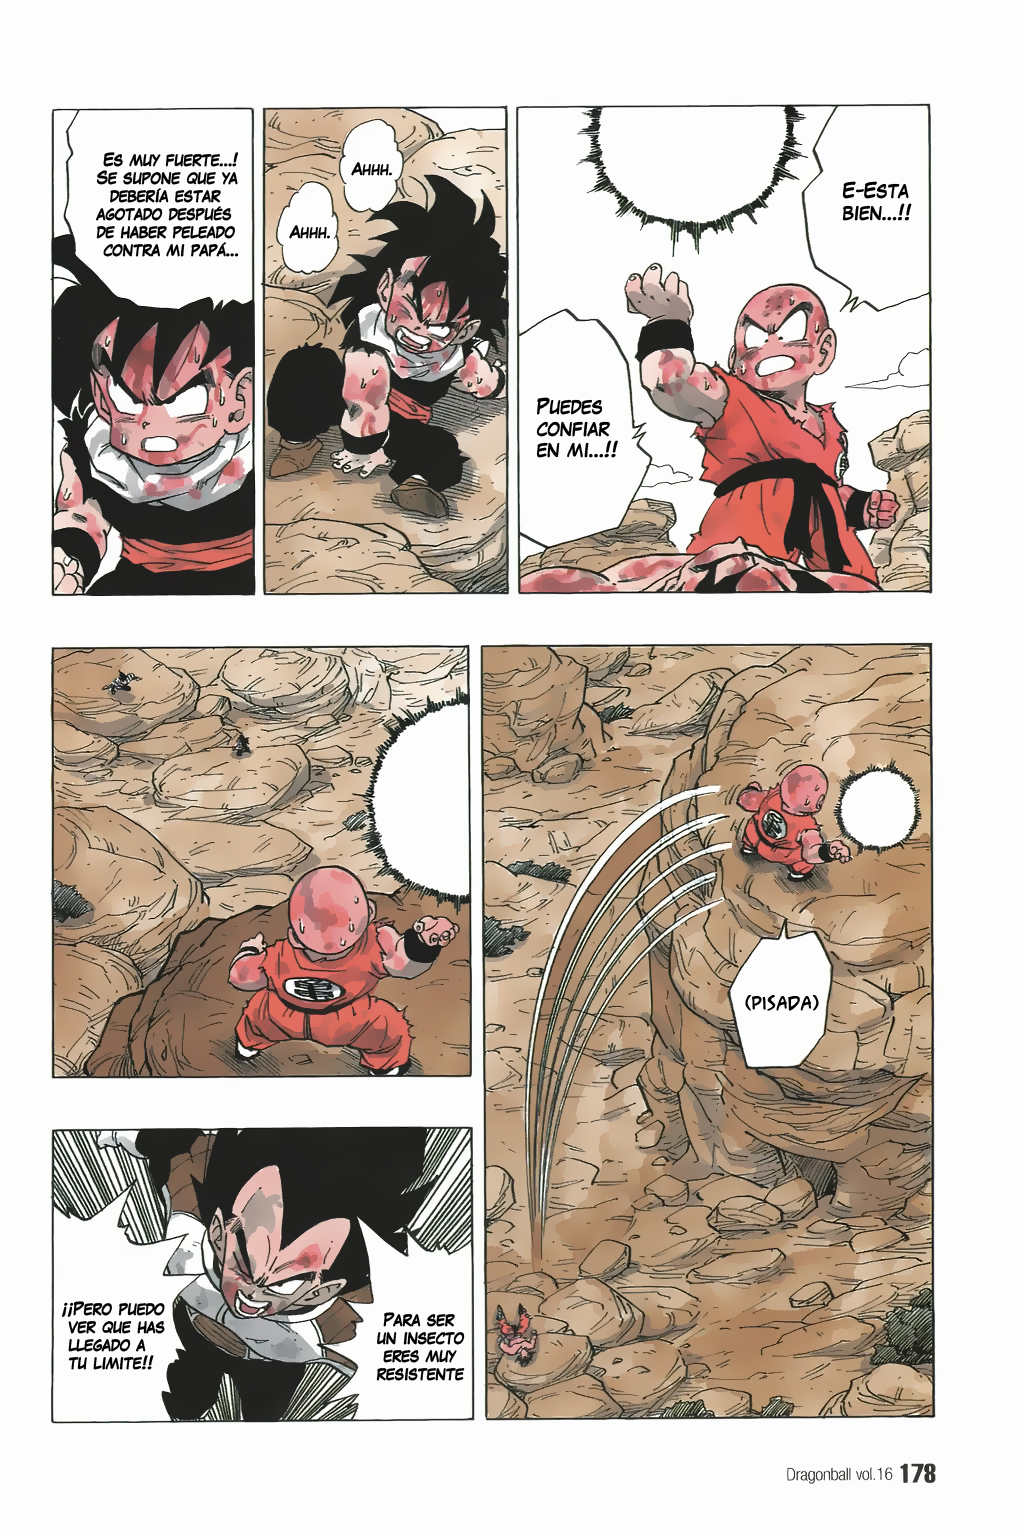 E-Esta
bien...!!
Puedes
confiar
en mi...!!
Ahhh.
Ahhh.
Es muy fuerte...!
Se supone que ya
debería estar
agotado después
de haber peleado
contra mi papá...
(Pisada)
Para ser
un insecto
eres muy
resistente
¡¡Pero puedo
ver que has
llegado a
tu limite!!
Dragonball vol.16 178